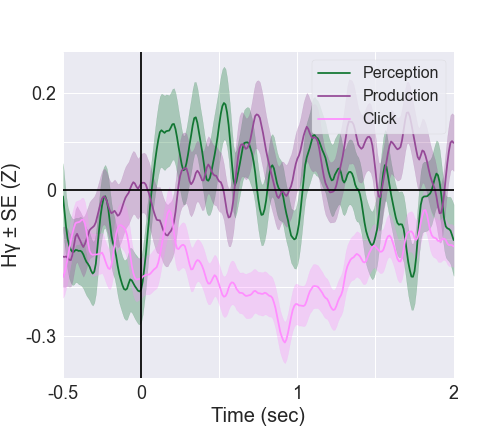 Perception
Production
Click
0.2
0
-0.3
Hγ ± SE (Z)
-0.5
0
1
2
Time (sec)